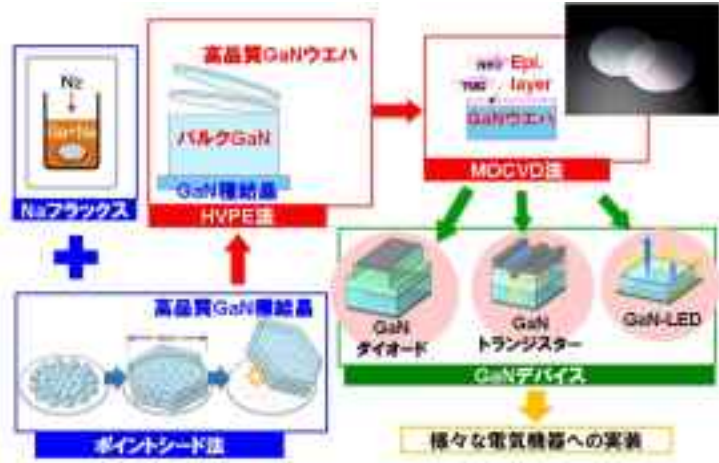 N₂
Ga+Na
Naフラックス
高品質GaNウエハ
バルクGaN
GaN種結晶
HVPE法
Epi.
layer
GaNウエハ
MOCVD法
高品質GaN種結晶
ポイントシード法
GaN
ダイオード
GaN
トランジスター
GaN-LED
GaNデバイス
様々な電気機器への実装